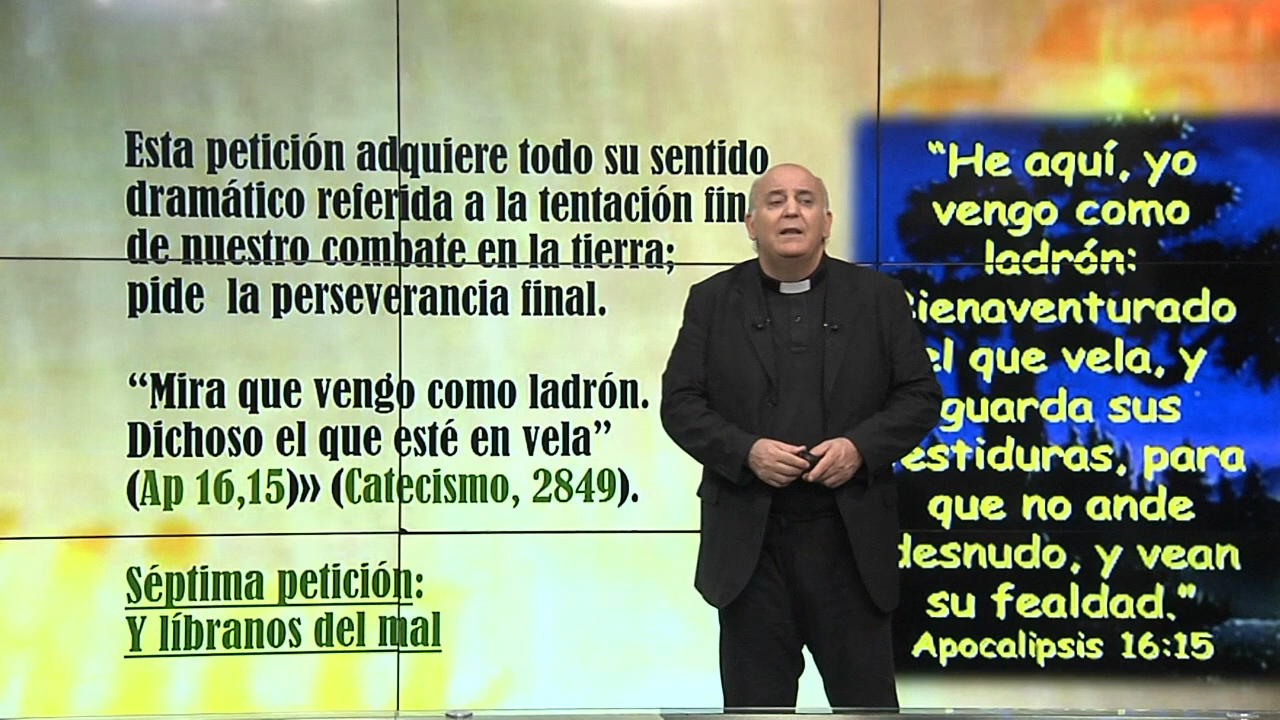 Esta petición adquiere todo su sentido
dramático referida a la tentación
de nuestro combate en la tierra;
pide la perseverancia final.
“Mira que vengo como ladrón.
Dichoso el que esté en vela”
(Ap 16,15)» (Catecismo, 2849).
Séptima petición:
Y líbranos del mal
“He aquí, yo
vengo como
ladrón:
ienaventurado
el que vela, y
guarda sus
estiduras, para
que no ande
desnudo, y vean
su fealdad."
Apocalipsis 16:15